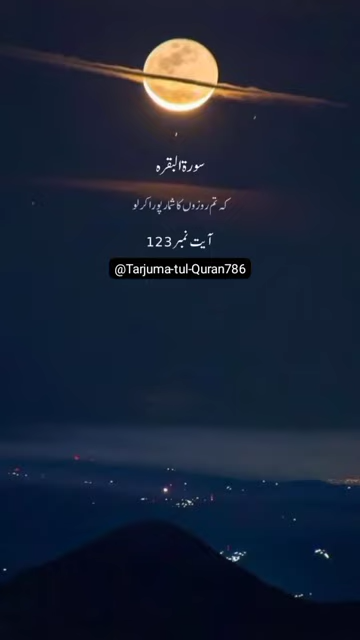 سورۃ البقرہ
کہ تم روزوں کا شمار پورا کر لو
آیت نمبر 123
@Tarjuma-tul-Quran786